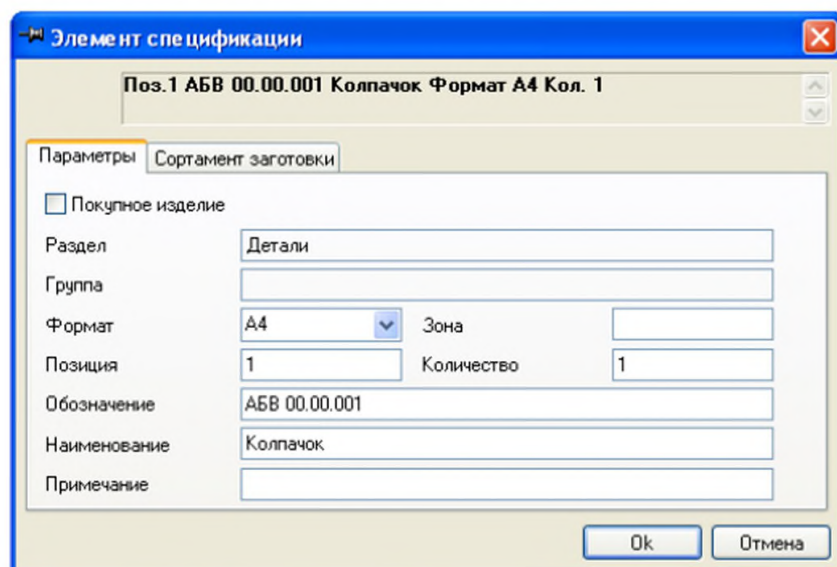 Элемент спецификации
Поз.1 АБВ 00.00.001 Колпачок Формат А4 Кол. 1
Параметры Сортамент заготовки
Покупное изделие
Раздел Детали
Группа
Формат А4 Зона
Позиция 1 Количество 1
Обозначение АБВ 00.00.001
Наименование Колпачок
Примечание
Ok Отмена